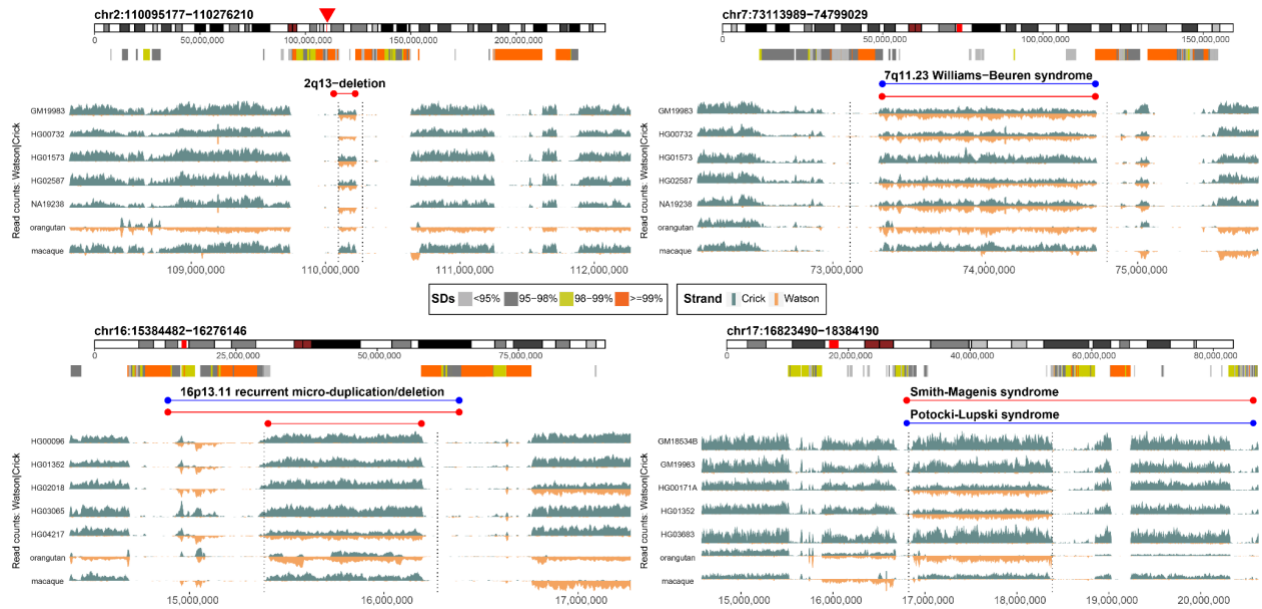 chr2:110095177−110276210
0
50,000,000
100,000,000
150,000,000
200,000,000
2q13−deletion
Read counts: Watson|Crick
GM19983
HG00732
HG01573
HG02587
NA19238
orangutan
macaque
109,000,000
110,000,000
111,000,000
112,000,000
chr7:73113989−74799029
0
50,000,000
100,000,000
150,000,000
7q11.23 Williams−Beuren syndrome
Read counts: Watson|Crick
GM19983
HG00732
HG01573
HG02587
NA19238
orangutan
macaque
73,000,000
74,000,000
75,000,000
SDs <95% 95−98% 98−99% >=99%
Strand Crick Watson
chr16:15384482−16276146
0
25,000,000
50,000,000
75,000,000
16p13.11 recurrent micro−duplication/deletion
Read counts: Watson|Crick
HG00096
HG01352
HG02018
HG03065
HG04217
orangutan
macaque
15,000,000
16,000,000
17,000,000
chr17:16823490−18384190
0
20,000,000
40,000,000
60,000,000
80,000,000
Smith−Magenis syndrome
Potocki−Lupski syndrome
Read counts: Watson|Crick
GM18534B
GM19983
HG00171A
HG01352
HG03683
orangutan
macaque
15,000,000
16,000,000
17,000,000
18,000,000
19,000,000
20,000,000